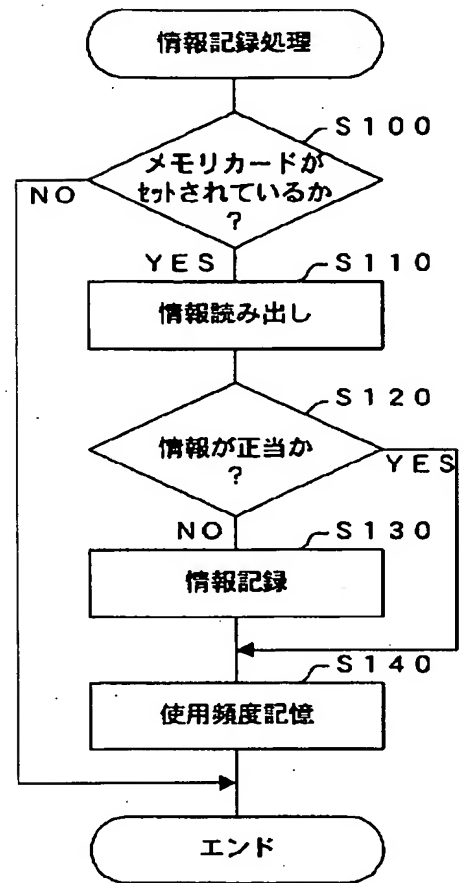 情報記録処理
S100
メモリカードが
ｾｯﾄされているか
?
NO
YES
S110
情報読み出し
S120
情報が正当か
?
YES
NO
S130
情報記録
S140
使用頻度記憶
エンド